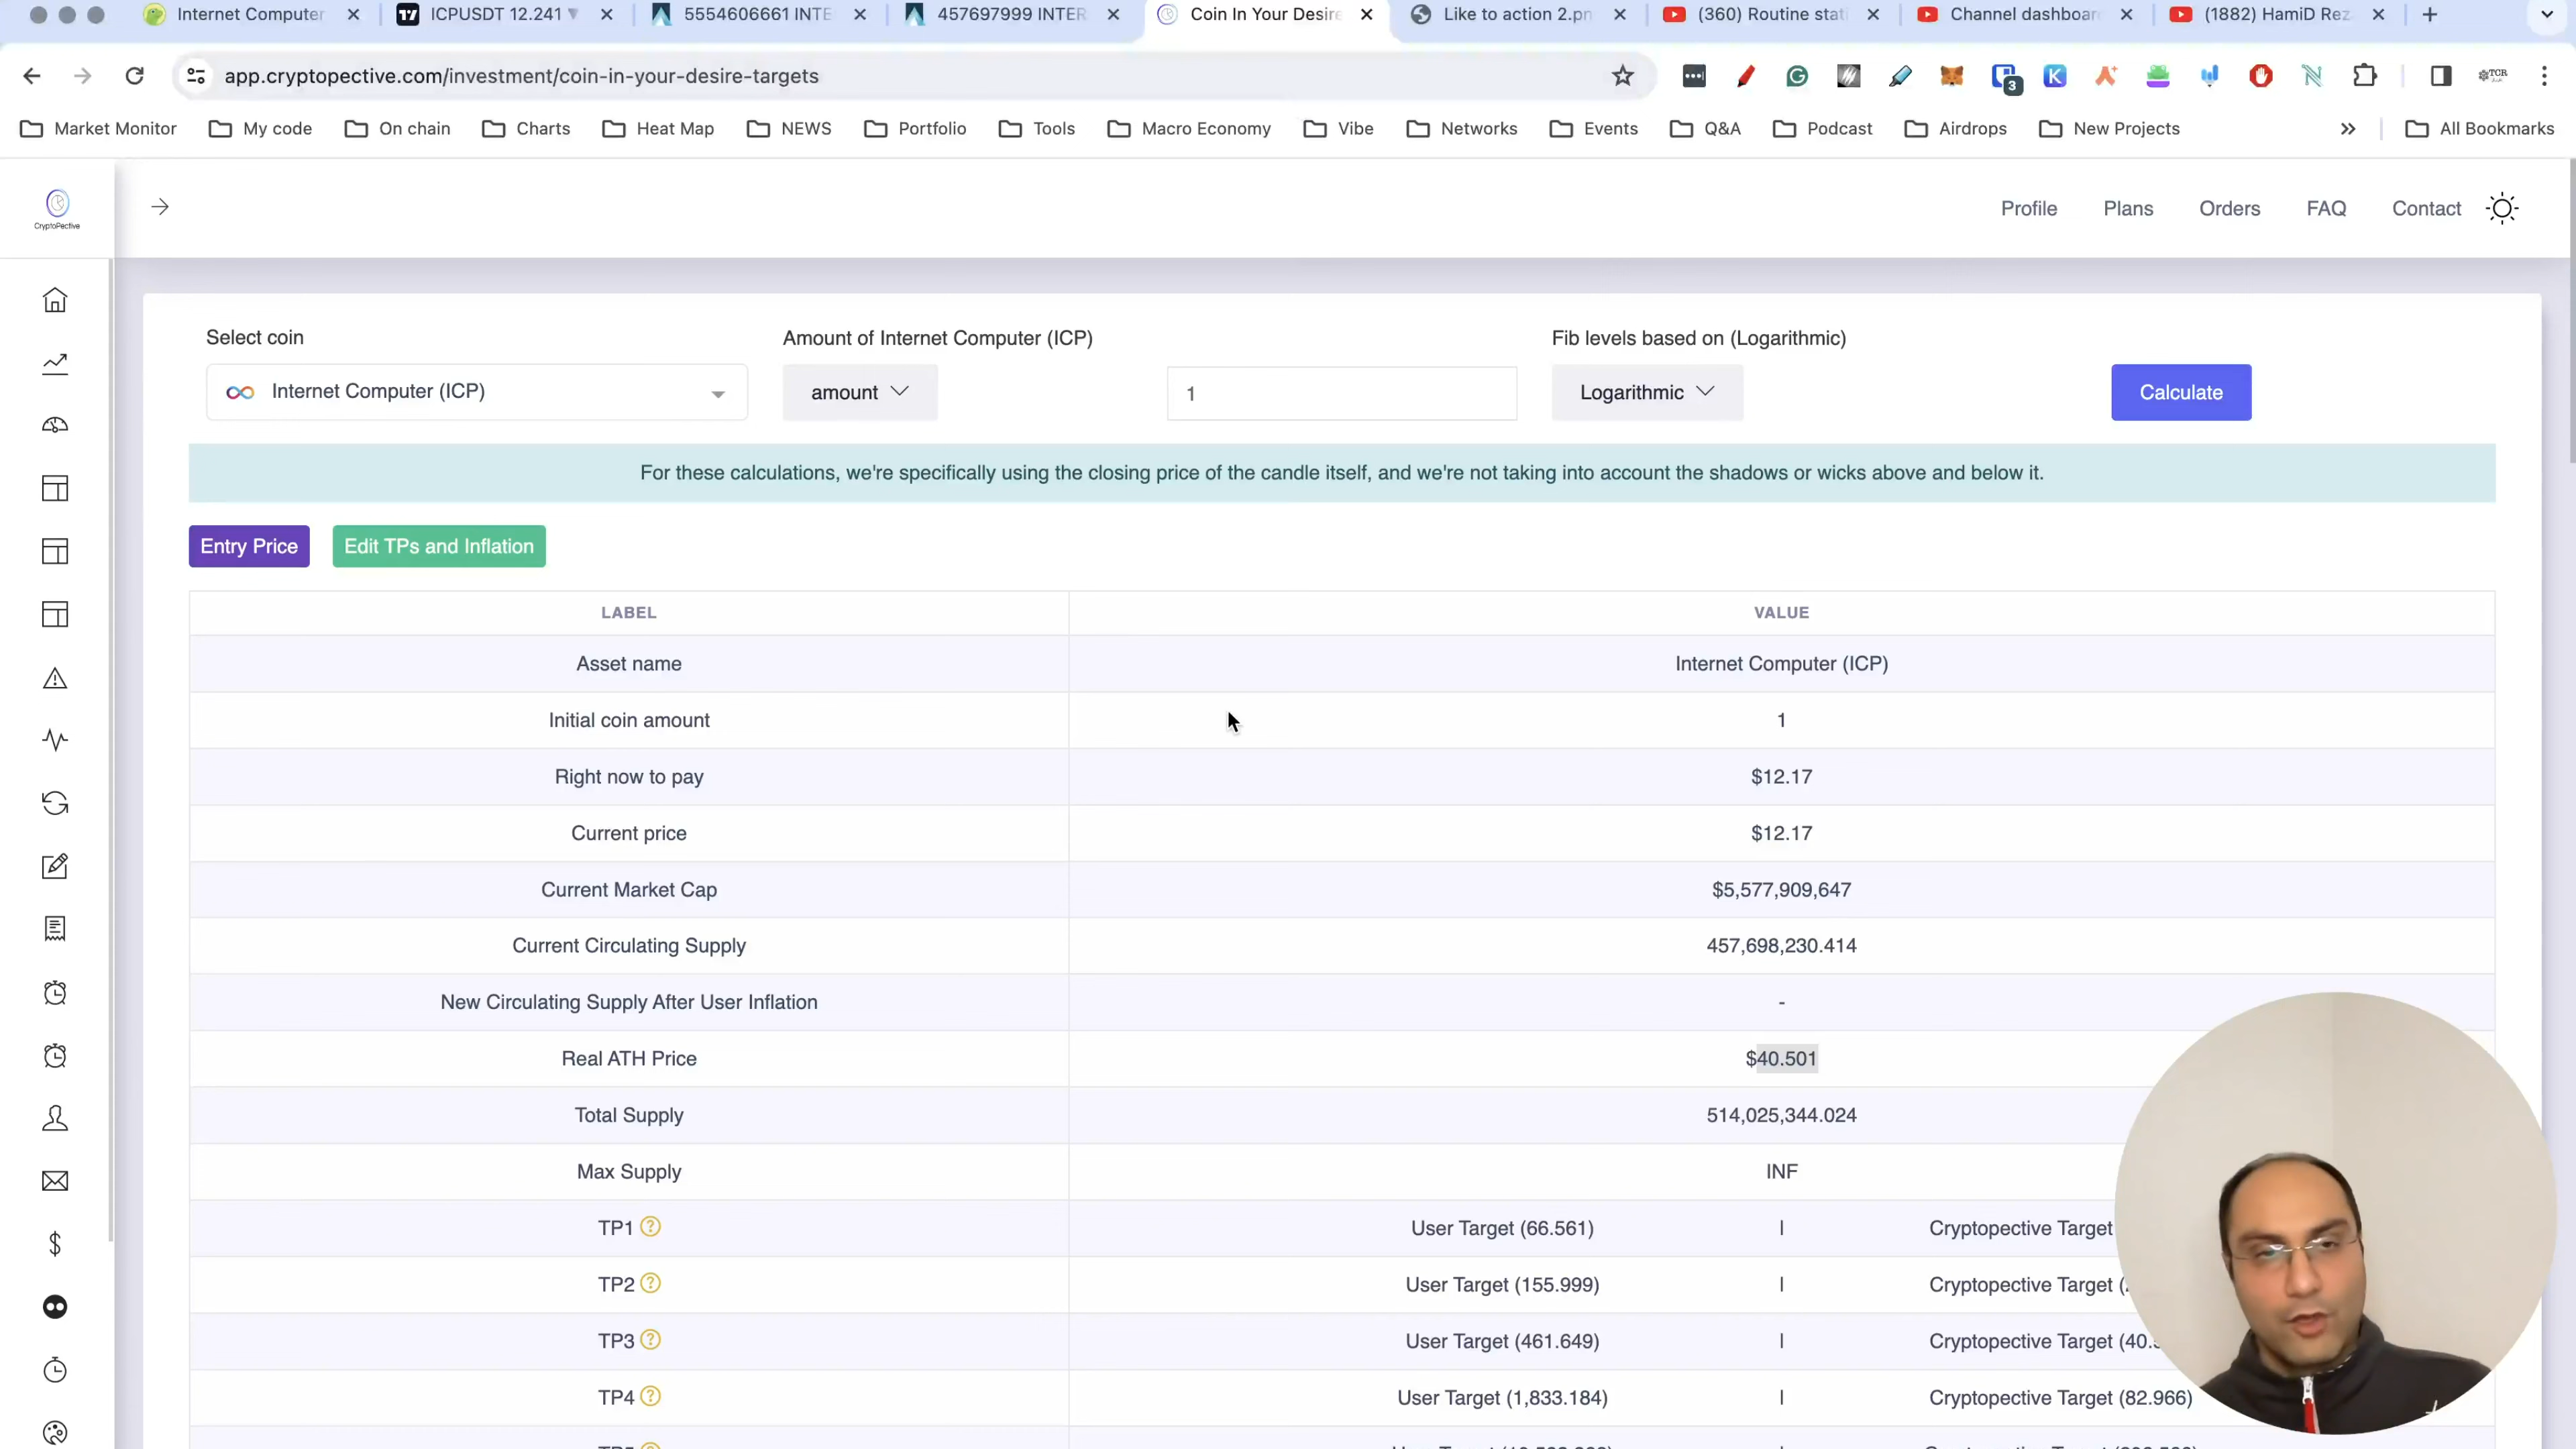 Internet Computer
ICPUSDT 12.241
5554606661 INTE
457697999 INTER
Coin In Your Desire
Like to action 2.pn
(360) Routine stat
Channel dashboar
(1882) HamiD Rez
app.cryptopective.com/investment/coin-in-your-desire-targets
3
K
TCR
Market Monitor
My code
On chain
Charts
Heat Map
NEWS
Portfolio
Tools
Macro Economy
Vibe
Networks
Events
Q&A
Podcast
Airdrops
New Projects
All Bookmarks
CryptoPective
Profile
Plans
Orders
FAQ
Contact
Select coin
Amount of Internet Computer (ICP)
Fib levels based on (Logarithmic)
Internet Computer (ICP)
amount
1
Logarithmic
Calculate
For these calculations, we're specifically using the closing price of the candle itself, and we're not taking into account the shadows or wicks above and below it.
Entry Price
Edit TPs and Inflation
LABEL VALUE
Asset name Internet Computer (ICP)
Initial coin amount 1
Right now to pay $12.17
Current price $12.17
Current Market Cap $5,577,909,647
Current Circulating Supply 457,698,230.414
New Circulating Supply After User Inflation -
Real ATH Price $40.501
Total Supply 514,025,344.024
Max Supply INF
TP1 User Target (66.561) | Cryptopective Target
TP2 User Target (155.999) | Cryptopective Target
TP3 User Target (461.649) | Cryptopective Target (40.
TP4 User Target (1,833.184) | Cryptopective Target (82.966)